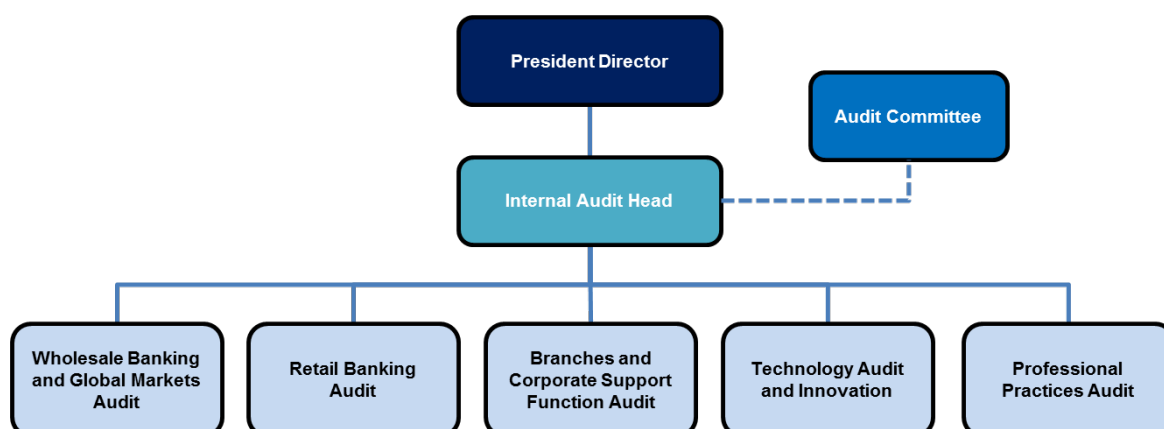 President Director
Audit Committee
Internal Audit Head
Wholesale Banking
and Global Markets
Audit
Retail Banking
Audit
Branches and
Corporate Support
Function Audit
Technology Audit
and Innovation
Professional
Practices Audit